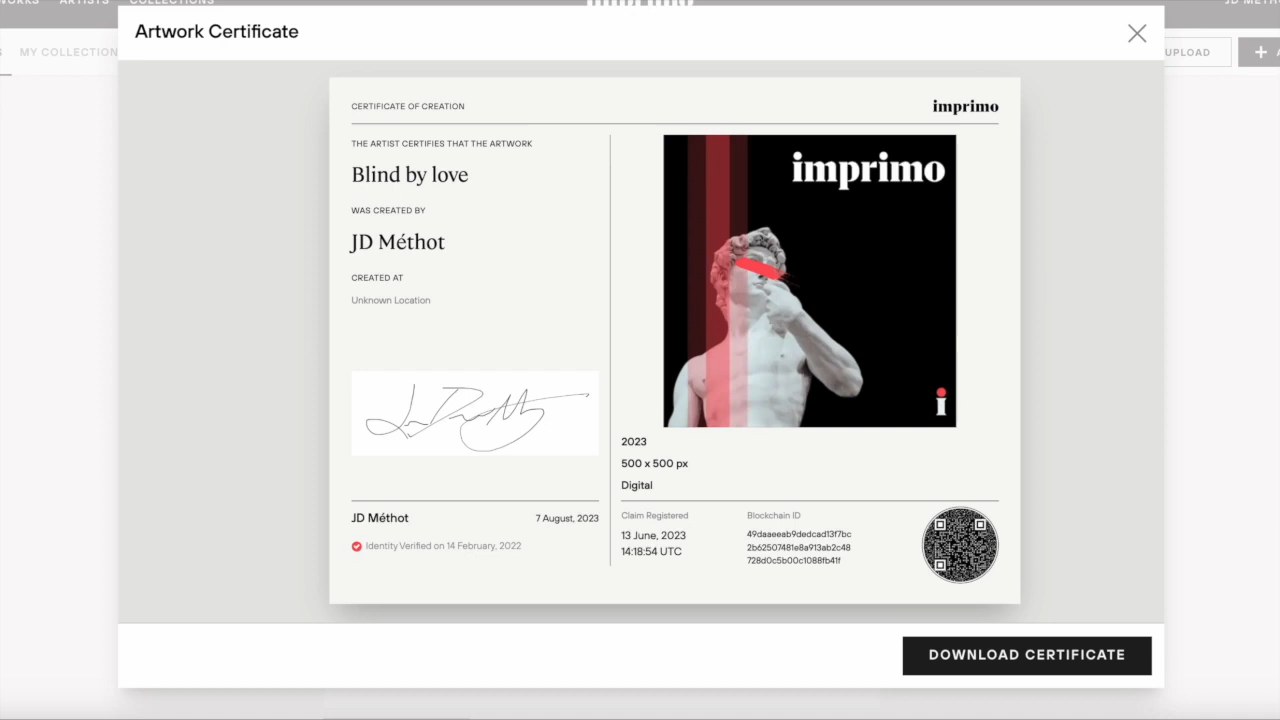 ARTISTS
COLLECTIONS
Artwork Certificate
MY COLLECTION
UPLOAD
CERTIFICATE OF CREATION
imprimo
THE ARTIST CERTIFIES THAT THE ARTWORK
Blind by love
WAS CREATED BY
JD Méthot
CREATED AT
Unknown Location
imprimo
i
2023
500 x 500 px
Digital
JD Méthot
7 August, 2023
Identity Verified on 14 February, 2022
Claim Registered
13 June, 2023
14:18:54 UTC
Blockchain ID
49daaeeab9dedcad13f7bc
2b62507481e8a913ab2c48
728d0c5b00c1088fb41f
DOWNLOAD CERTIFICATE